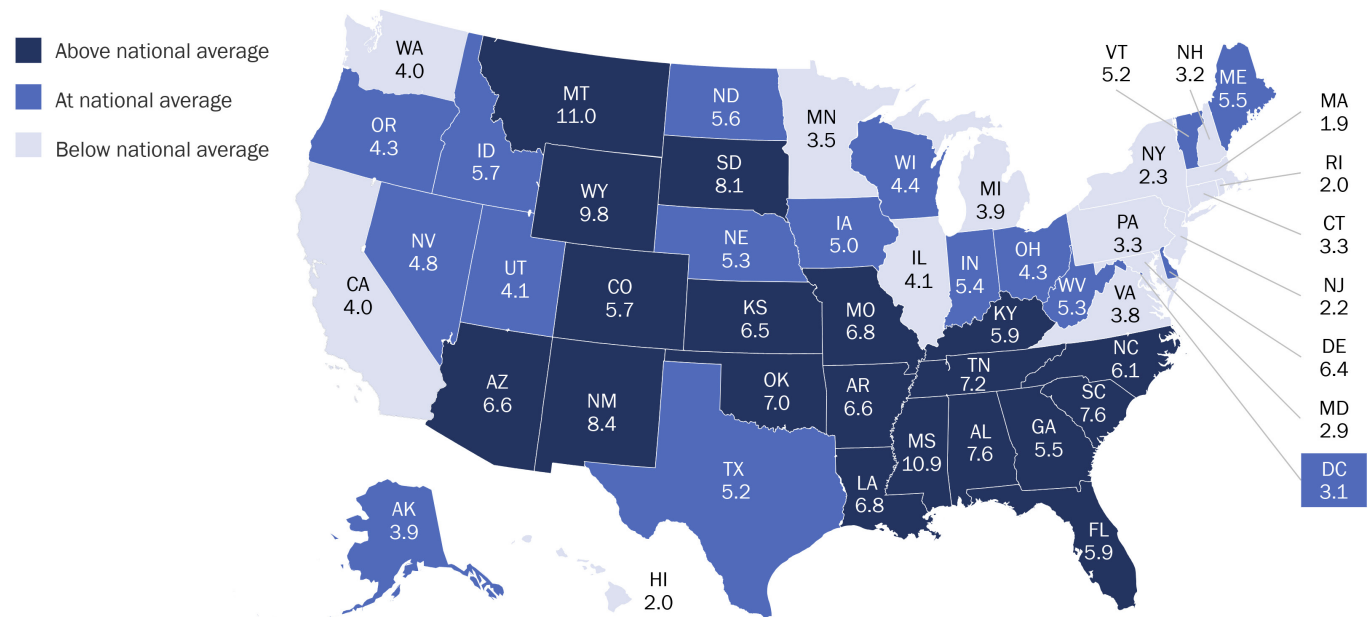 Above national average
At national average
Below national average
WA
4.0
MT
11.0
ND
5.6
MN
3.5
VT
5.2
NH
3.2
ME
5.5
MA
1.9
OR
4.3
ID
5.7
SD
8.1
WI
4.4
NY
2.3
RI
2.0
WY
9.8
MI
3.9
CT
3.3
NV
4.8
NE
5.3
IA
5.0
PA
3.3
UT
4.1
IL
4.1
IN
5.4
OH
4.3
WV
5.3
VA
3.8
NJ
2.2
CA
4.0
CO
5.7
KS
6.5
MO
6.8
KY
5.9
DE
6.4
NC
6.1
AZ
6.6
NM
8.4
OK
7.0
AR
6.6
TN
7.2
SC
7.6
MD
2.9
MS
10.9
AL
7.6
GA
5.5
DC
3.1
TX
5.2
LA
6.8
AK
3.9
FL
5.9
HI
2.0